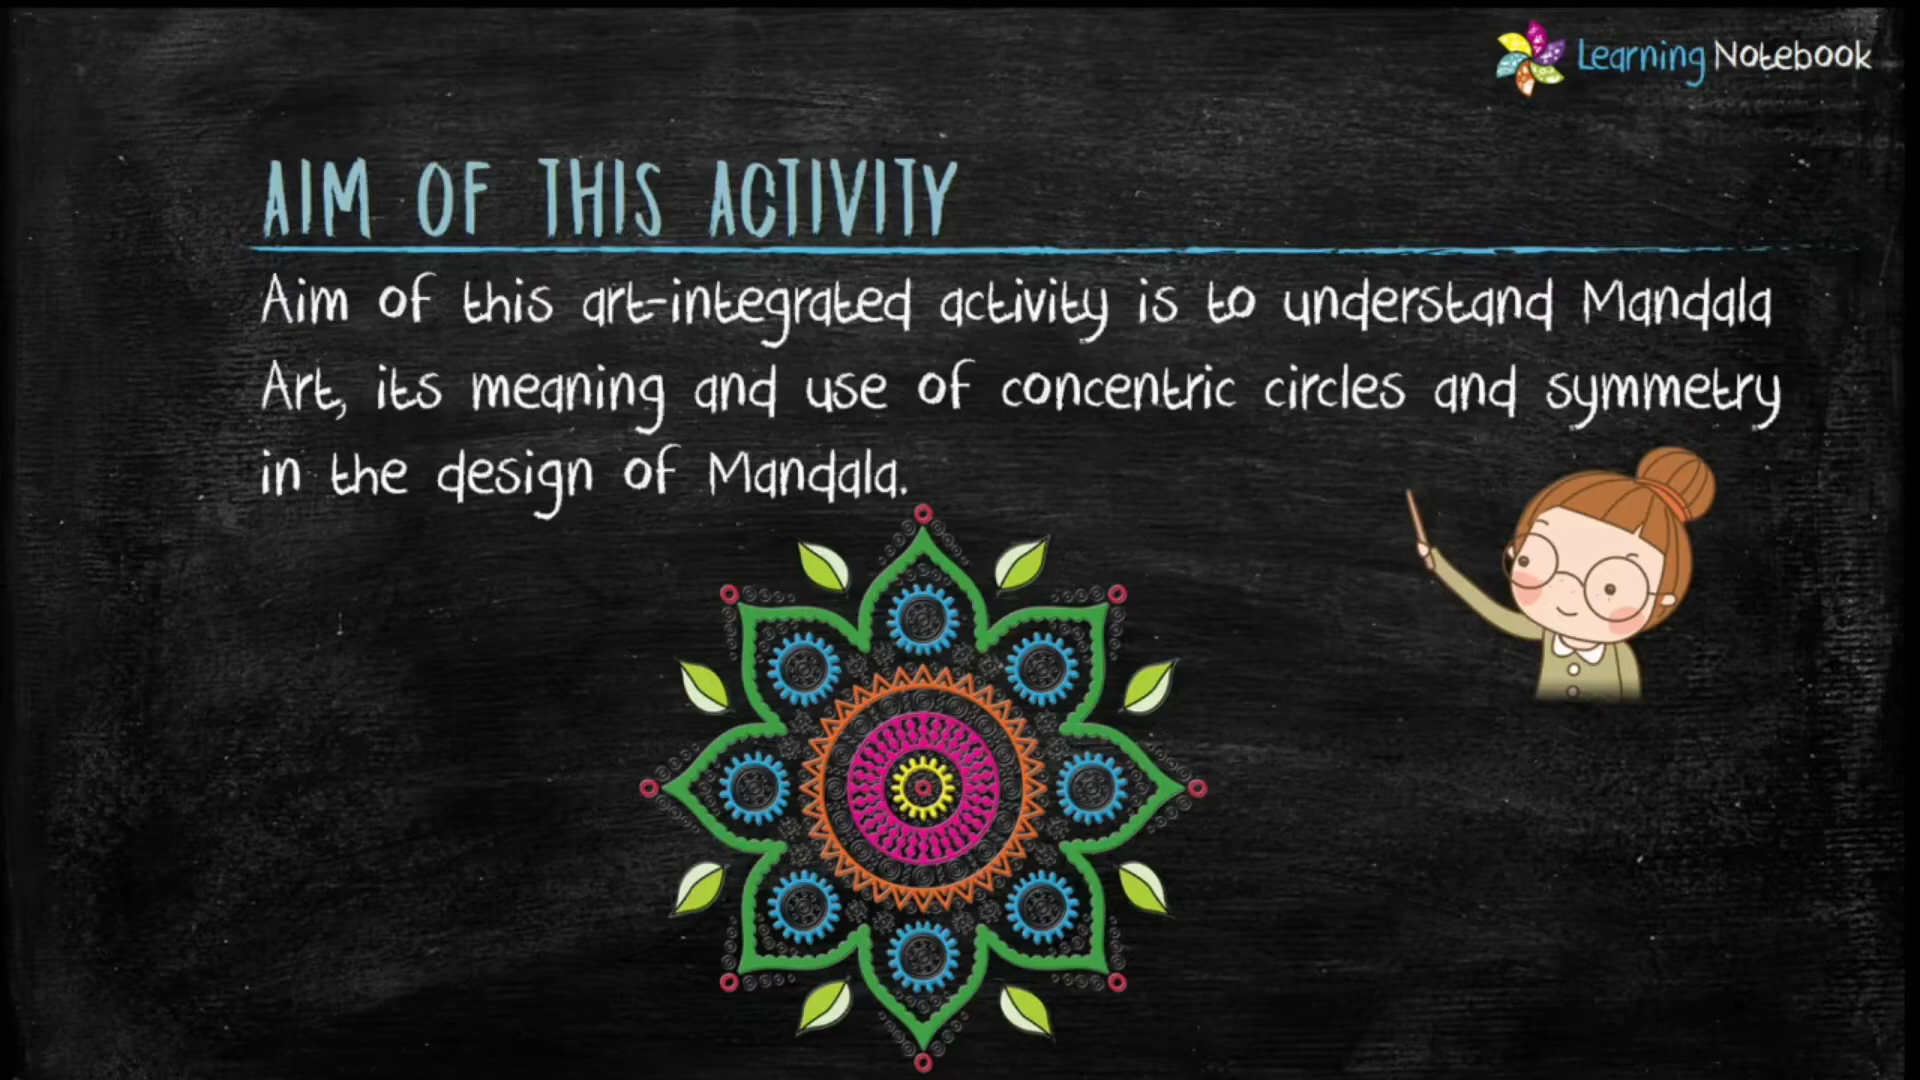 Learning Notebook
AIM OF THIS ACTIVITY
Aim of this art-integrated activity is to understand Mandala
Art, its meaning and use of concentric circles and symmetry
in the design of Mandala.